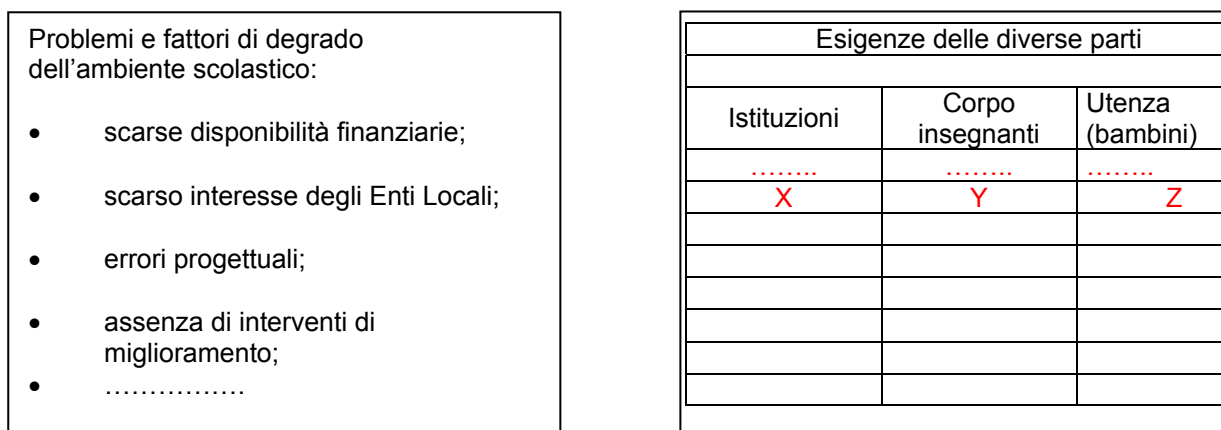 Problemi e fattori di degrado
dell’ambiente scolastico:
• scarse disponibilità finanziarie;
• scarso interesse degli Enti Locali;
• errori progettuali;
• assenza di interventi di
miglioramento;
• …………….
Esigenze delle diverse parti
Istituzioni Corpo insegnanti Utenza (bambini)
…….. …….. ……..
X Y Z